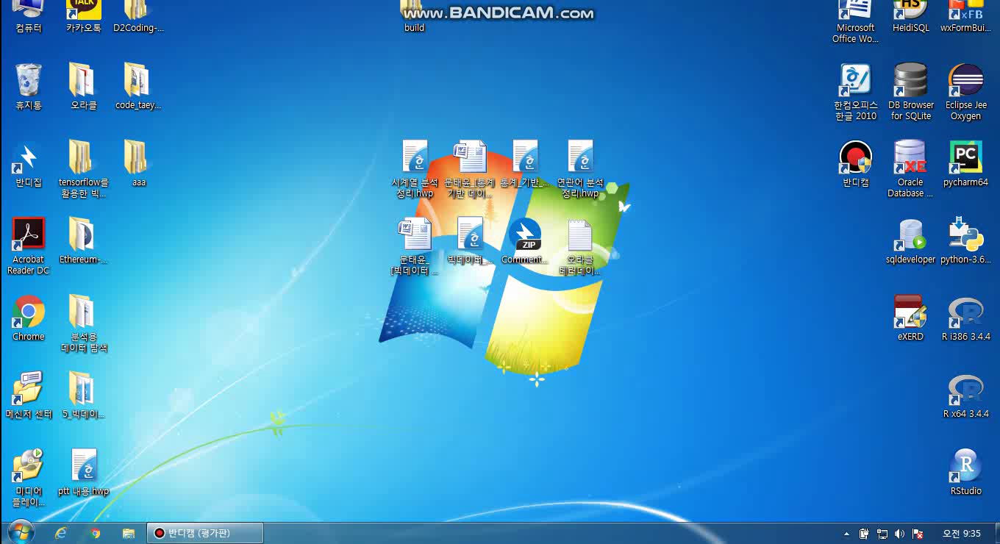 www.BANDICAM.com
컴퓨터
카카오톡
D2Coding-...
build
Microsoft
Office Wo...
HeidiSQL
wxFormBui...
휴지통
오라클
code_taey...
한컴오피스
한글 2010
DB Browser
for SQLite
Eclipse Jee
Oxygen
반디집
tensorflow를
활용한 빅...
aaa
시계열 분석
정리.hwp
문태윤_[통계
기반 데이...
통계_기반_...
연관어 분석
정리.hwp
반디캠
Oracle
Database ...
pycharm64
Acrobat
Reader DC
Ethereum-...
문태윤_
[빅데이터 ...
빅데이터_...
Comment...
오라클
테러데이...
sqldeveloper
python-3.6...
Chrome
분석용
데이터 탐색
eXERD
R i386 3.4.4
메신저 센터
5_빅데이...
R x64 3.4.4
미디어
플레이...
ptt 내용.hwp
RStudio
반디캠 (평가판)
오전 9:35
TALK
HS
xFB
XE
PC
ZIP
R